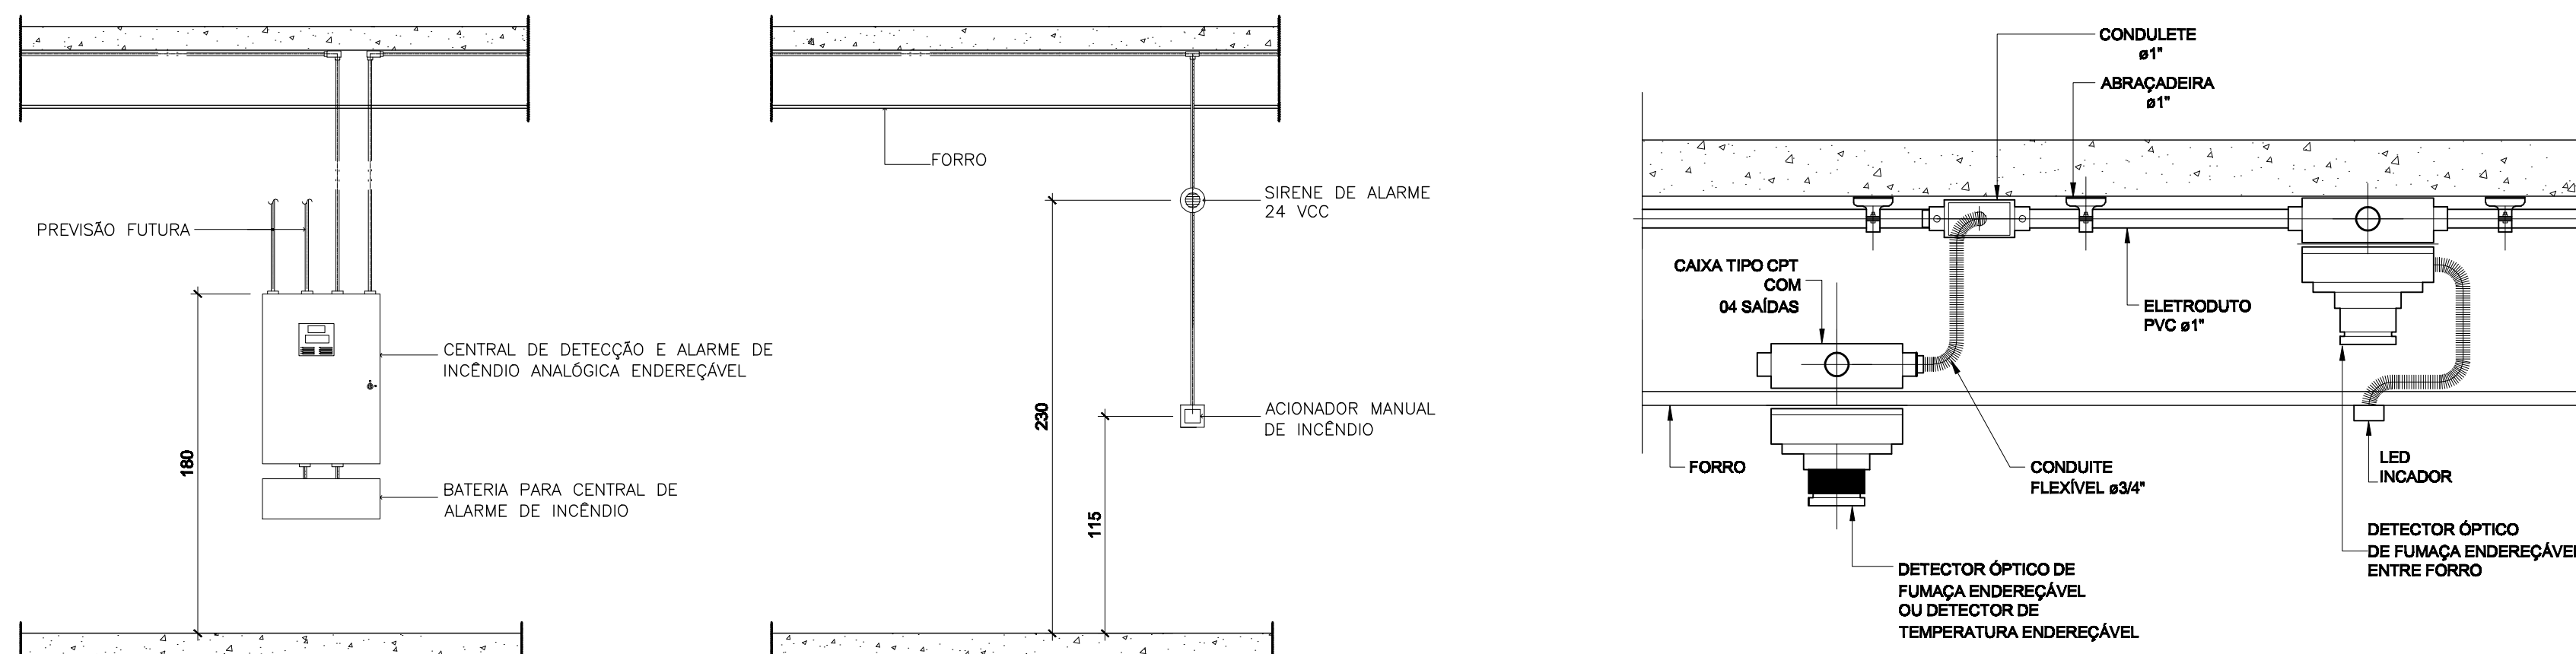 PREVISÃO FUTURA
180
CENTRAL DE DETECÇÃO E ALARME DE
INCÊNDIO ANALÓGICA ENDEREÇÁVEL
BATERIA PARA CENTRAL DE
ALARME DE INCÊNDIO
FORRO
SIRENE DE ALARME
24 VCC
230
115
ACIONADOR MANUAL
DE INCÊNDIO
CONDULETE
ø1"
ABRAÇADEIRA
ø1"
CAIXA TIPO CPT
COM
04 SAÍDAS
ELETRODUTO
PVC ø1"
FORRO
CONDUITE
FLEXÍVEL ø3/4"
LED
INCADOR
DETECTOR ÓPTICO
DE FUMAÇA ENDEREÇÁVEL
ENTRE FORRO
DETECTOR ÓPTICO DE
FUMAÇA ENDEREÇÁVEL
OU DETECTOR DE
TEMPERATURA ENDEREÇÁVEL